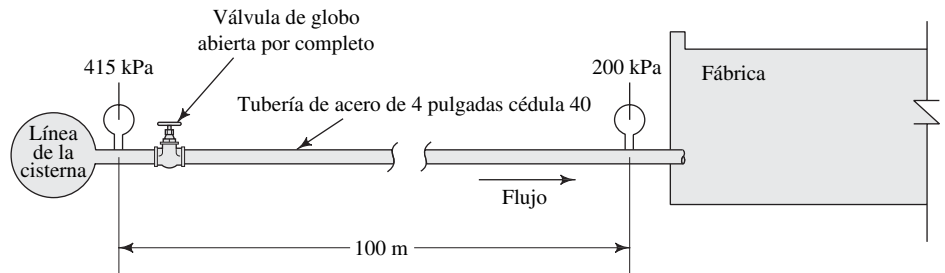 Válvula de globo
abierta por completo
415 kPa
200 kPa
Fábrica
Tubería de acero de 4 pulgadas cédula 40
Línea
de la
cisterna
Flujo
100 m